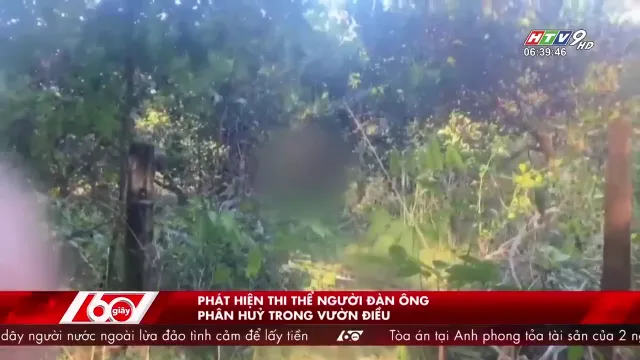 HTV9 HD
06:39:46
PHÁT HIỆN THI THỂ NGƯỜI ĐÀN ÔNG
60 giây
PHÂN HUỶ TRONG VƯỜN ĐIỀU
dây người nước ngoài lừa đảo tình cảm để lấy tiền 60 Tòa án tại Anh phong tỏa tài sản của 2 n